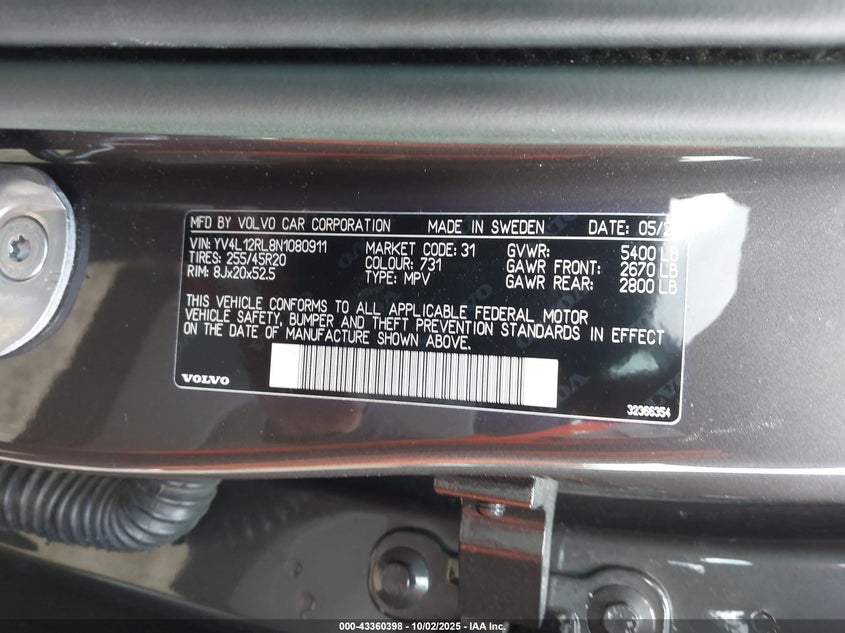 MFD BY VOLVO CAR CORPORATION MADE IN SWEDEN DATE: 05/2
VIN: YV4L12RL8N1080911 MARKET CODE: 31 GVWR: 5400 LB
TIRES: 255/45R20 COLOUR: 731 GAWR FRONT: 2670 LB
RIM: 8Jx20x52.5 TYPE: MPV GAWR REAR: 2800 LB
THIS VEHICLE CONFORMS TO ALL APPLICABLE FEDERAL MOTOR
VEHICLE SAFETY, BUMPER AND THEFT PREVENTION STANDARDS IN EFFECT
ON THE DATE OF MANUFACTURE SHOWN ABOVE.
VOLVO 32366354
000-43360398 - 10/02/2025 - IAA Inc.